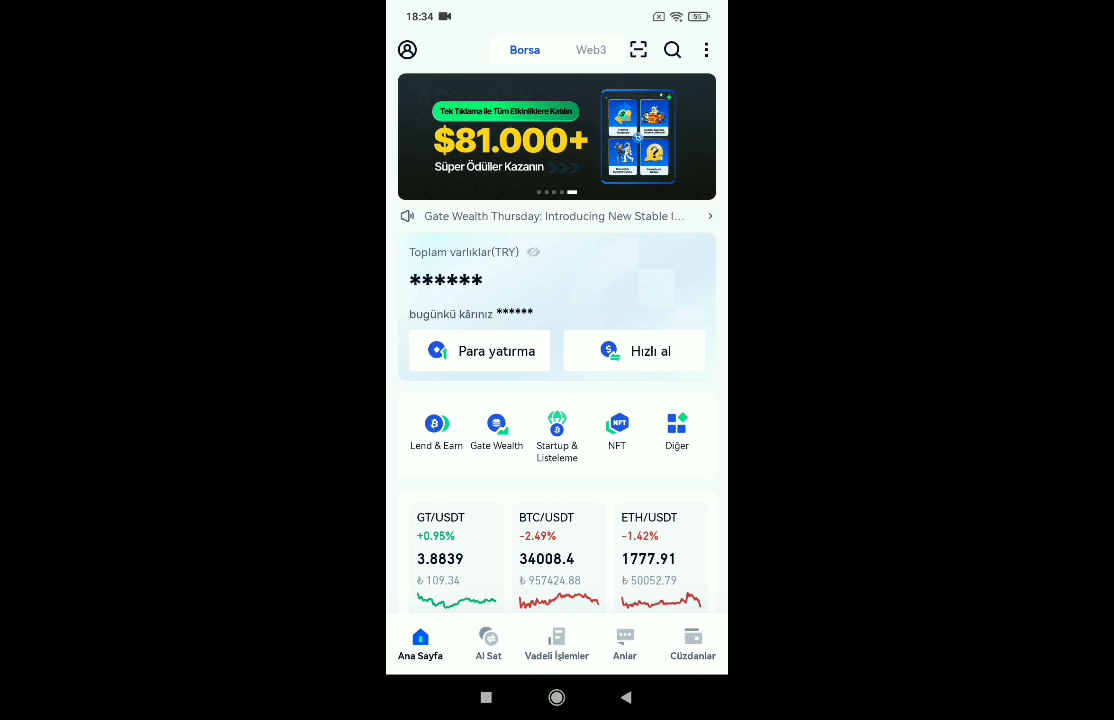 18:34
55
Borsa Web3
Tek Tıklama ile Tüm Etkinliklere Katılın
$81.000+
Süper Ödüller Kazanın
Gate Wealth Thursday: Introducing New Stable I...
Toplam varlıklar(TRY)
******
bugünkü kârınız ******
Para yatırma Hızlı al
NFT
Lend & Earn Gate Wealth Startup & NFT Diğer
Listeleme
GT/USDT BTC/USDT ETH/USDT
+0.95% -2.49% -1.42%
3.8839 34008.4 1777.91
₺ 109.34 ₺ 957424.88 ₺ 50052.79
Ana Sayfa Al Sat Vadeli İşlemler Anlar Cüzdanlar